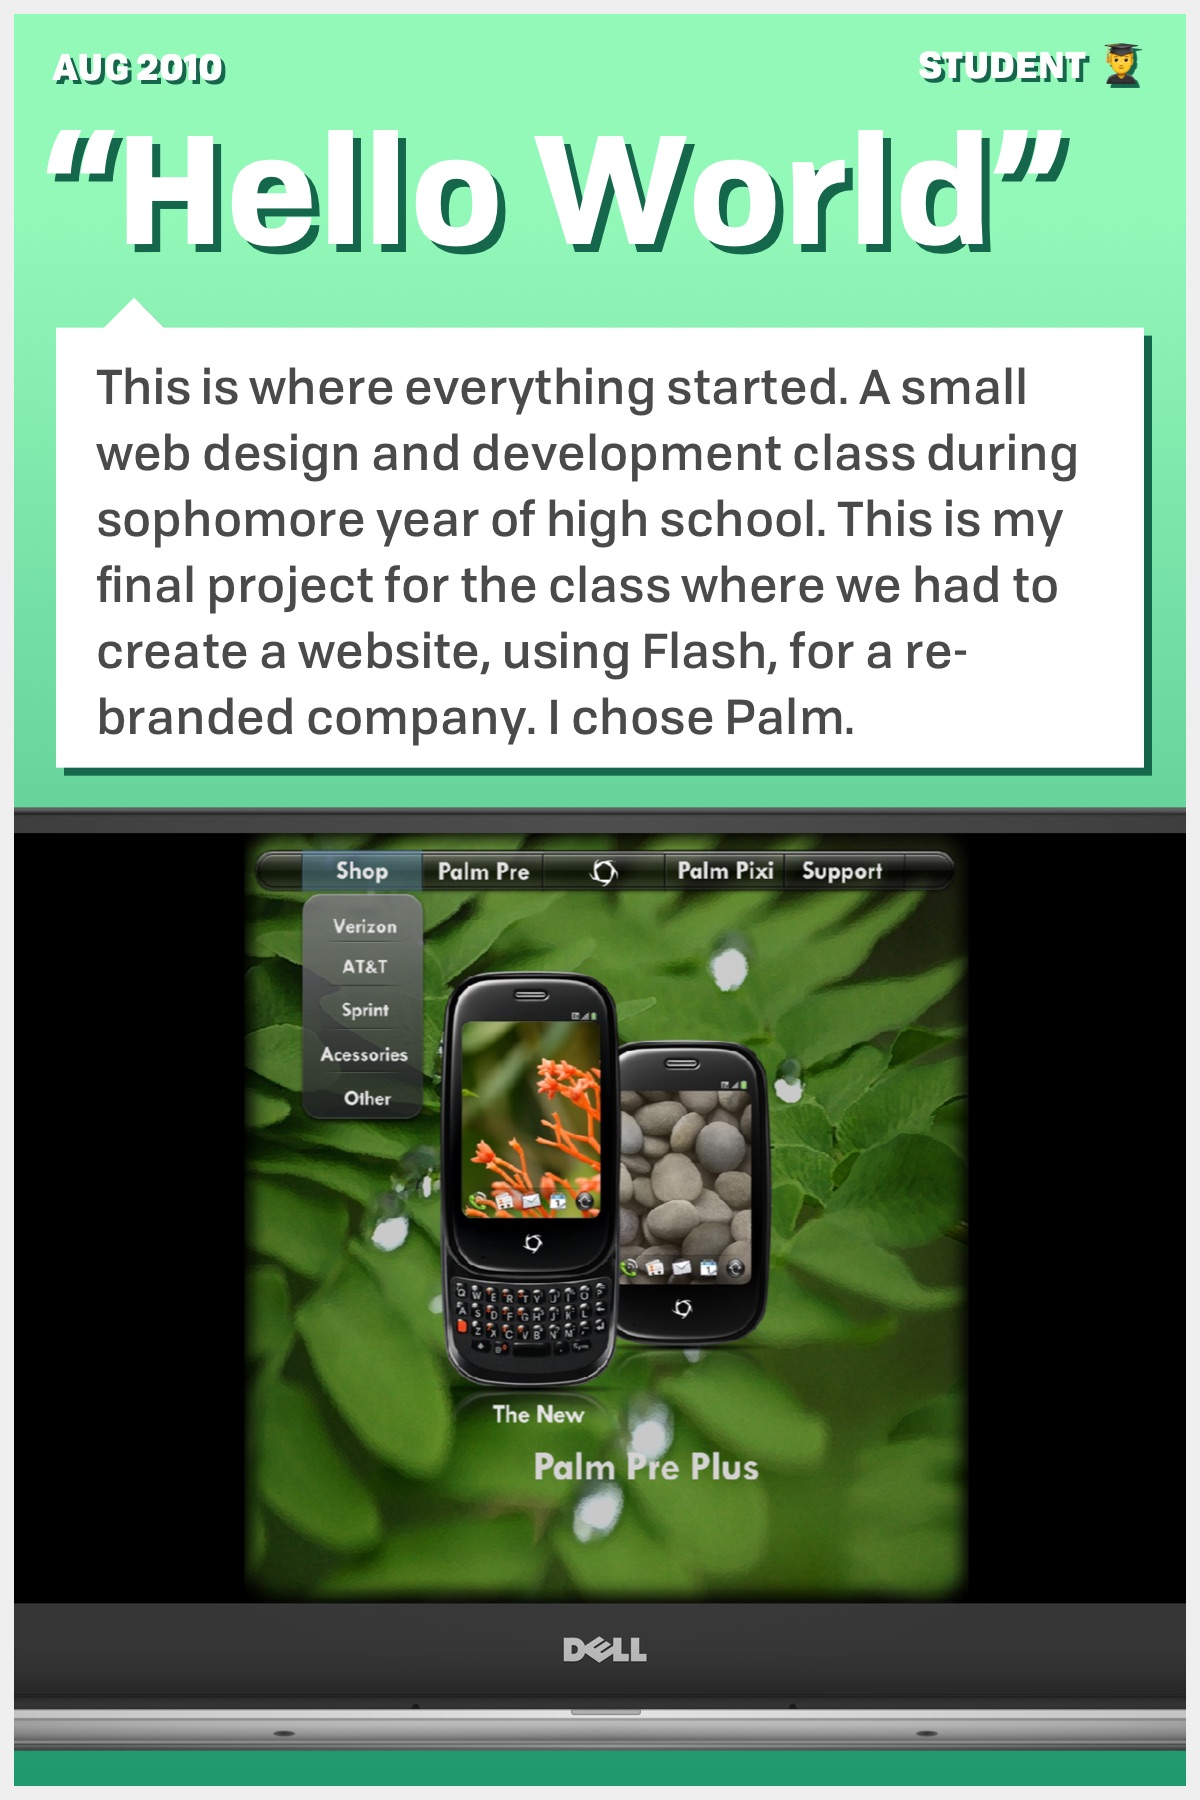 AUG 2010
STUDENT
“Hello World”
This is where everything started. A small
web design and development class during
sophomore year of high school. This is my
final project for the class where we had to
create a website, using Flash, for a re-
branded company. I chose Palm.
Shop Palm Pre Palm Pixi Support
Verizon
AT&T
Sprint
Acessories
Other
The New
Palm Pre Plus
DELL